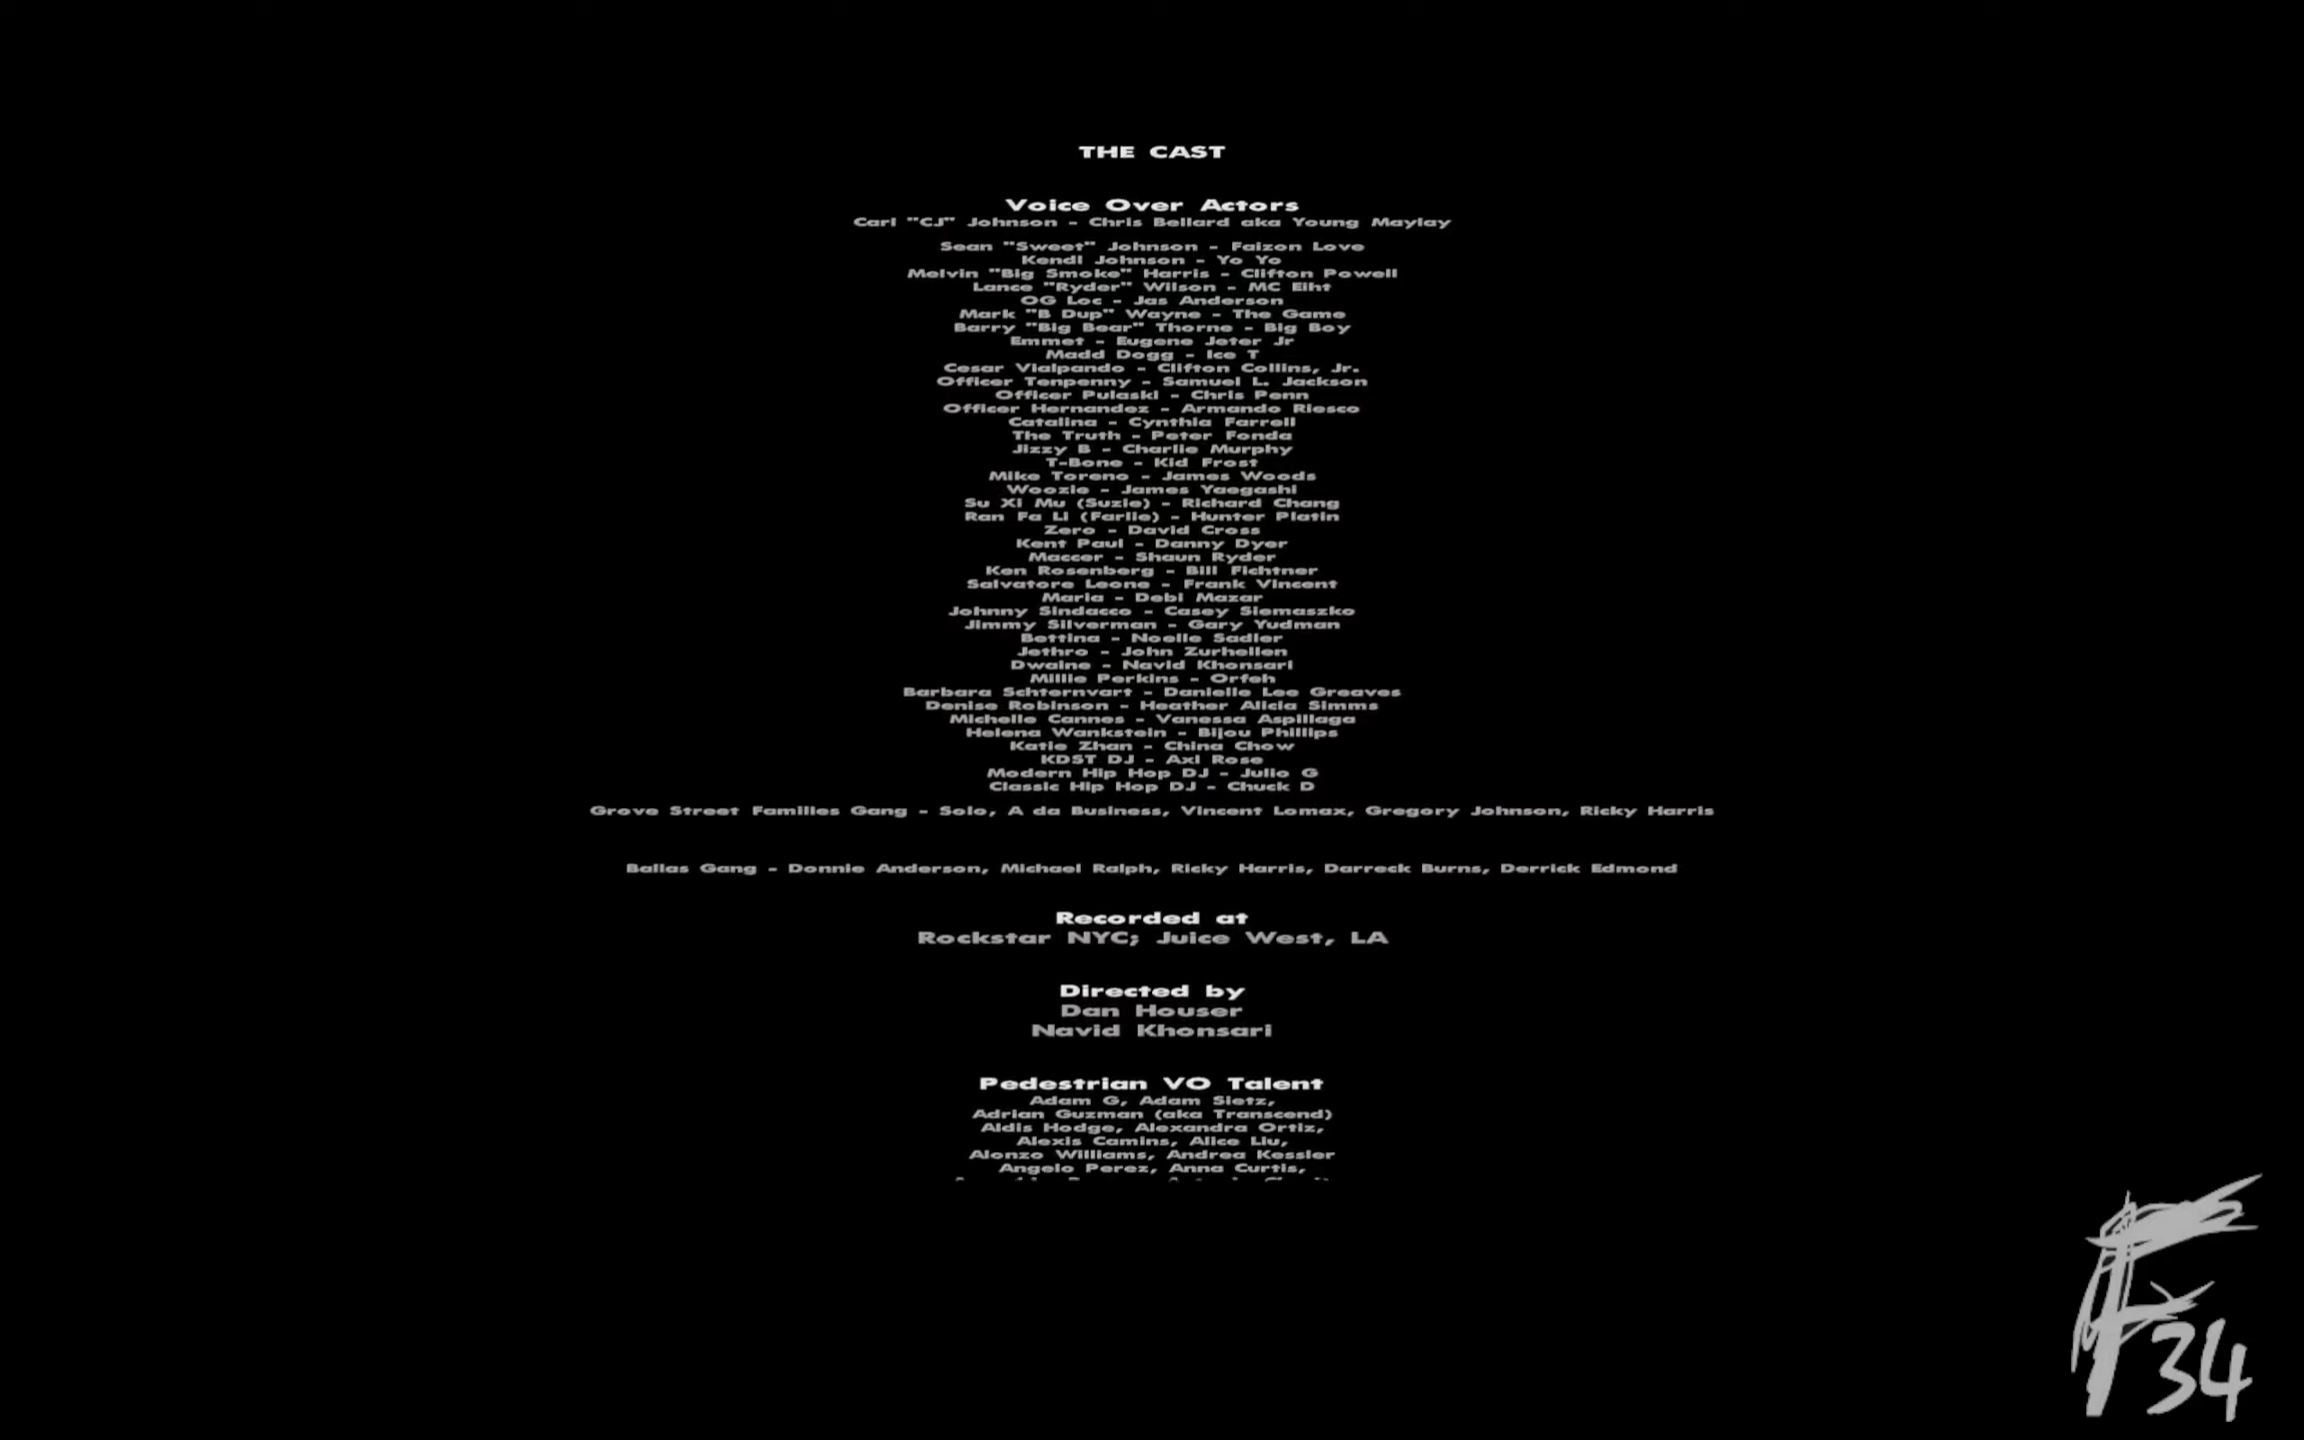 THE CAST
Voice Over Actors
Carl "CJ" Johnson - Chris Bellard aka Young Maylay
Sean "Sweet" Johnson - Faizon Love
Kendl Johnson - Yo Yo
Melvin "Big Smoke" Harris - Clifton Powell
Lance "Ryder" Wilson - MC Eiht
OG Loc - Jas Anderson
Mark "B Dup" Wayne - The Game
Barry "Big Bear" Thorne - Big Boy
Emmet - Eugene Jeter Jr
Madd Dogg - Ice T
Cesar Vialpando - Clifton Collins, Jr.
Officer Tenpenny - Samuel L. Jackson
Officer Pulaski - Chris Penn
Officer Hernandez - Armando Riesco
Catalina - Cynthia Farrell
The Truth - Peter Fonda
Jizzy B - Charlie Murphy
T-Bone - Kid Frost
Mike Toreno - James Woods
Woozie - James Yaegashi
Su Xi Mu (Suzie) - Richard Chang
Ran Fa Li (Farlie) - Hunter Platin
Zero - David Cross
Kent Paul - Danny Dyer
Maccer - Shaun Ryder
Ken Rosenberg - Bill Fichtner
Salvatore Leone - Frank Vincent
Maria - Debi Mazar
Johnny Sindacco - Casey Siemaszko
Jimmy Silverman - Gary Yudman
Bettina - Noelle Sadler
Jethro - John Zurhellen
Dwaine - Navid Khonsari
Millie Perkins - Orfeh
Barbara Schternvart - Danielle Lee Greaves
Denise Robinson - Heather Alicia Simms
Michelle Cannes - Vanessa Aspillaga
Helena Wankstein - Bijou Phillips
Katie Zhan - China Chow
KDST DJ - Axl Rose
Modern Hip Hop DJ - Julio G
Classic Hip Hop DJ - Chuck D
Grove Street Families Gang - Solo, A da Business, Vincent Lomax, Gregory Johnson, Ricky Harris
Ballas Gang - Donnie Anderson, Michael Ralph, Ricky Harris, Darreck Burns, Derrick Edmond
Recorded at
Rockstar NYC; Juice West, LA
Directed by
Dan Houser
Navid Khonsari
Pedestrian VO Talent
Adam G, Adam Sietz,
Adrian Guzman (aka Transcend)
Aldis Hodge, Alexandra Ortiz,
Alexis Camins, Alice Liu,
Alonzo Williams, Andrea Kessler
Angelo Perez, Anna Curtis,
34